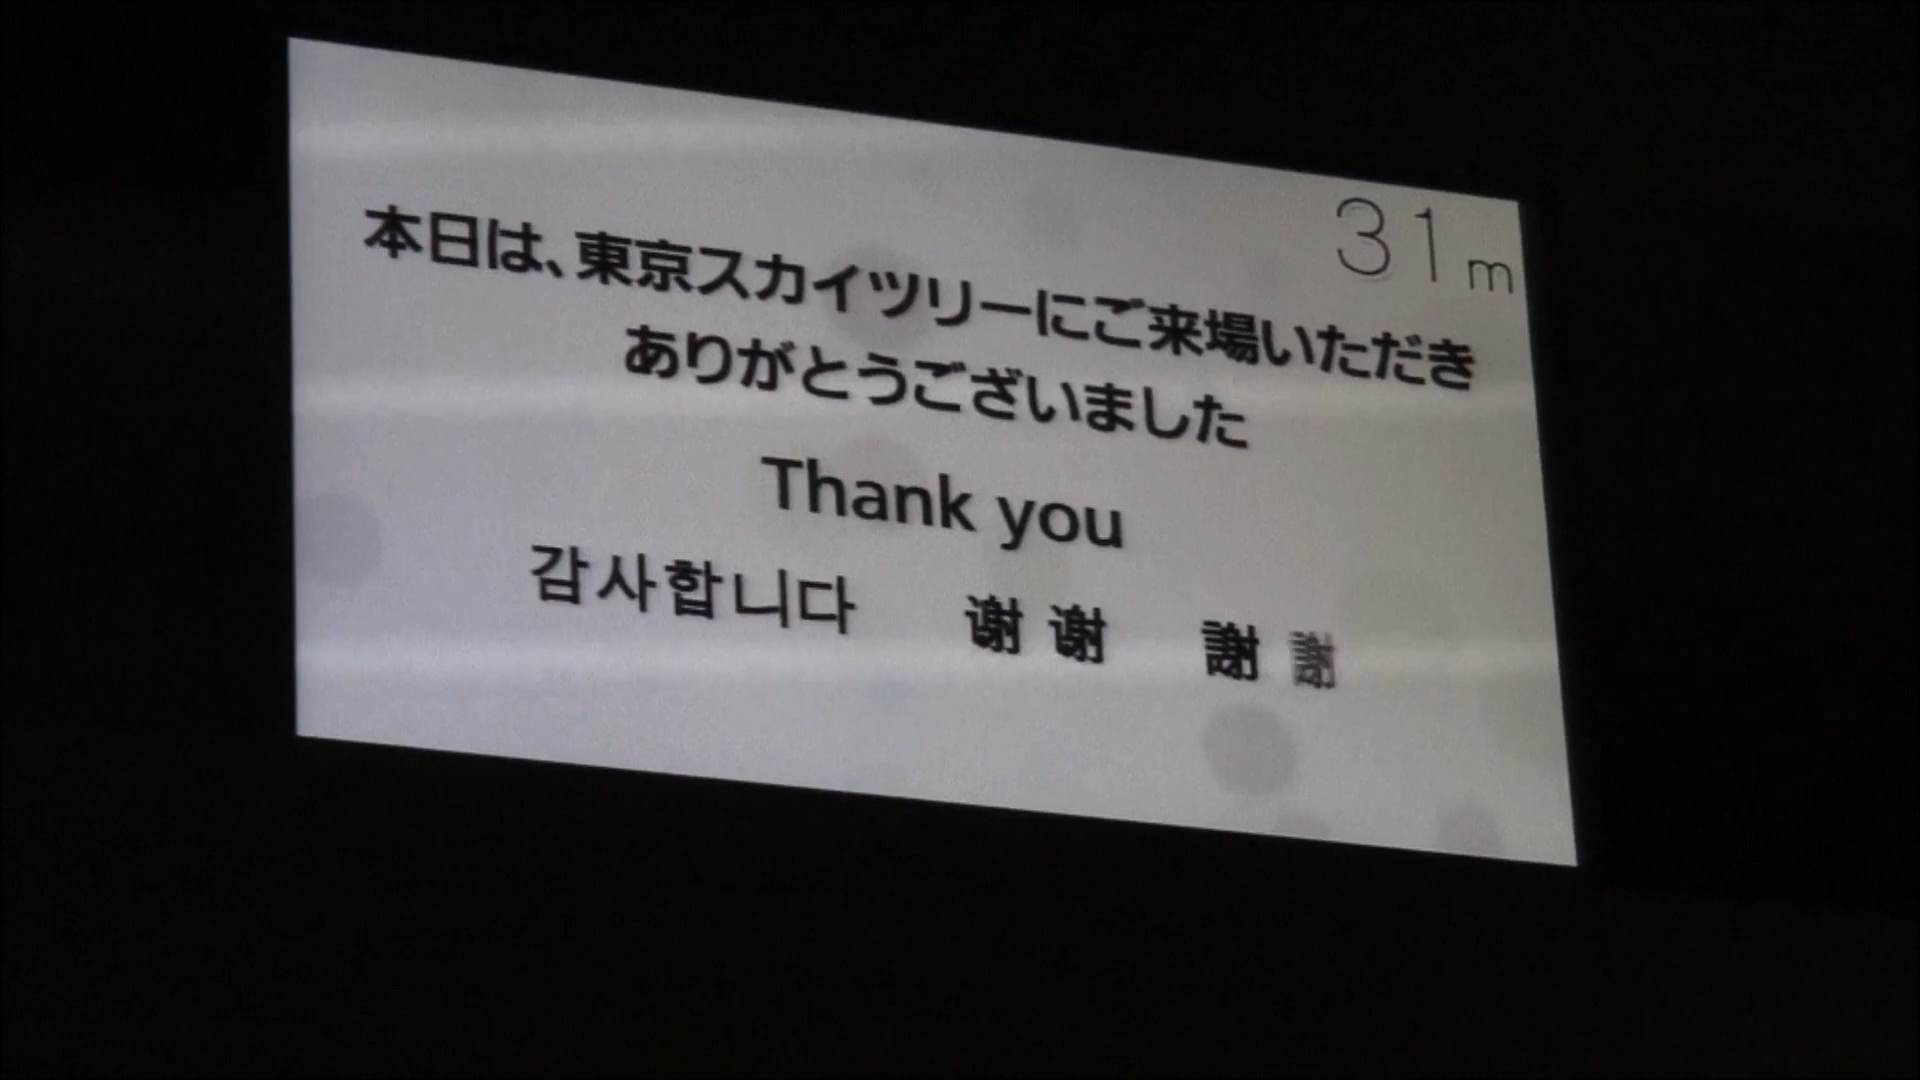 31m
本日は、東京スカイツリーにご来場いただき
ありがとうございました
Thank you
감사합니다 谢谢 謝謝